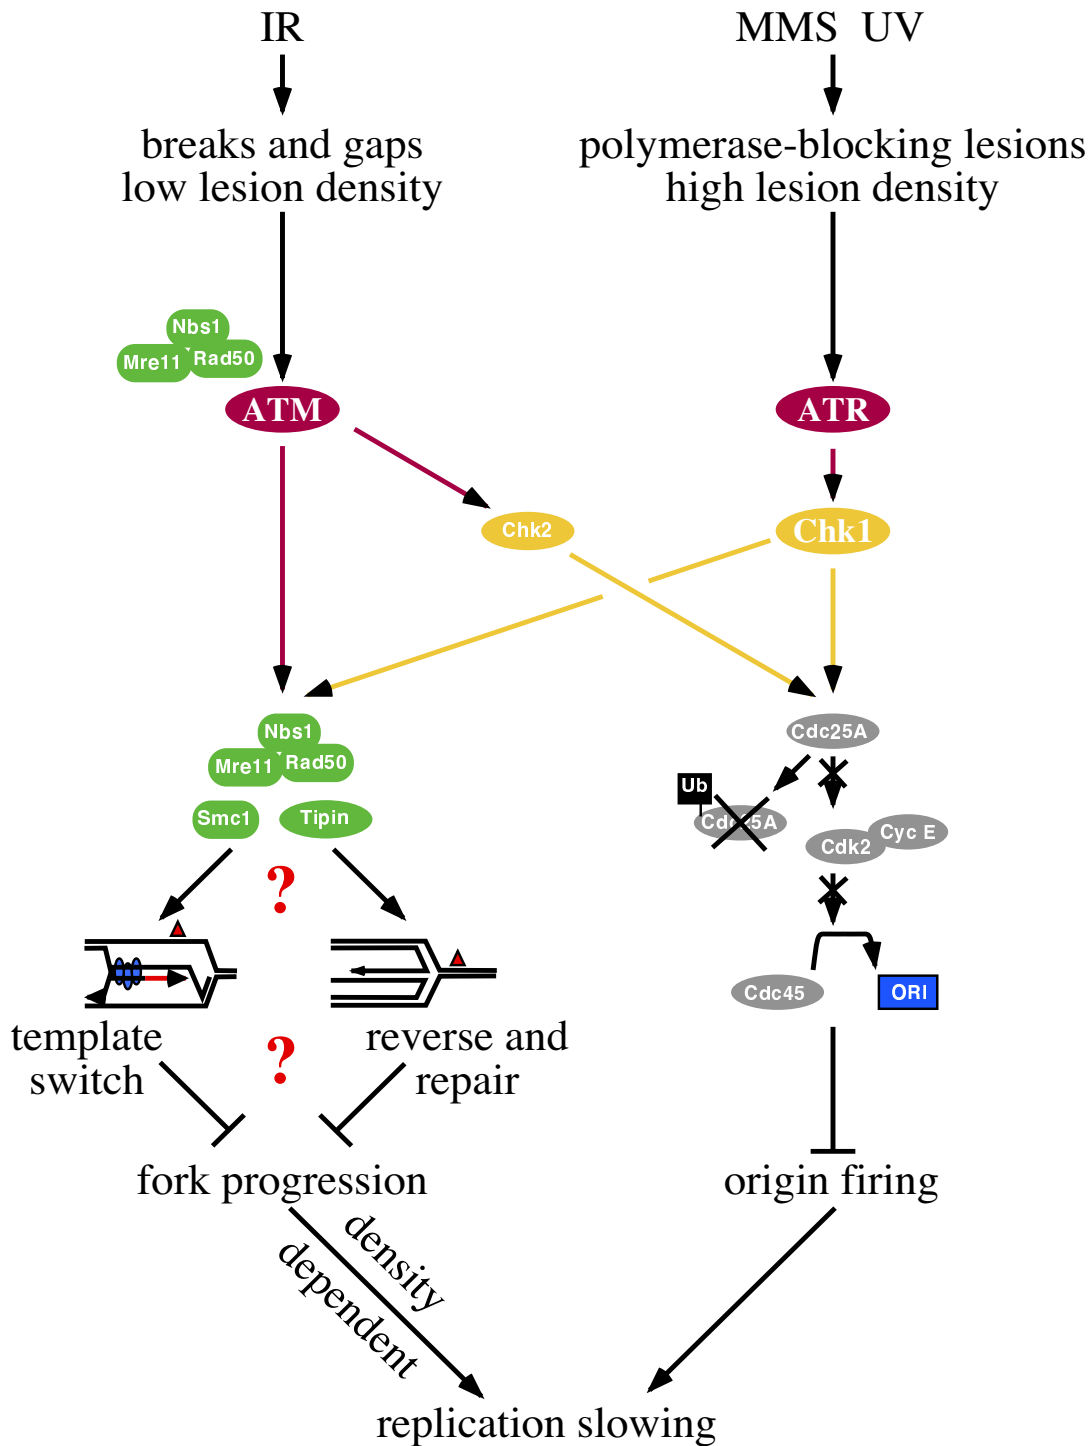 IR
MMS UV
breaks and gaps
low lesion density
polymerase-blocking lesions
high lesion density
Nbs1
Mre11
Rad50
ATM
ATR
Chk2
Chk1
Nbs1
Mre11
Rad50
Smc1
Tipin
Cdc25A
Ub
Cdc25A
Cdk2
Cyc E
?
Cdc45
ORI
template
switch
?
reverse and
repair
fork progression
origin firing
density
dependent
replication slowing